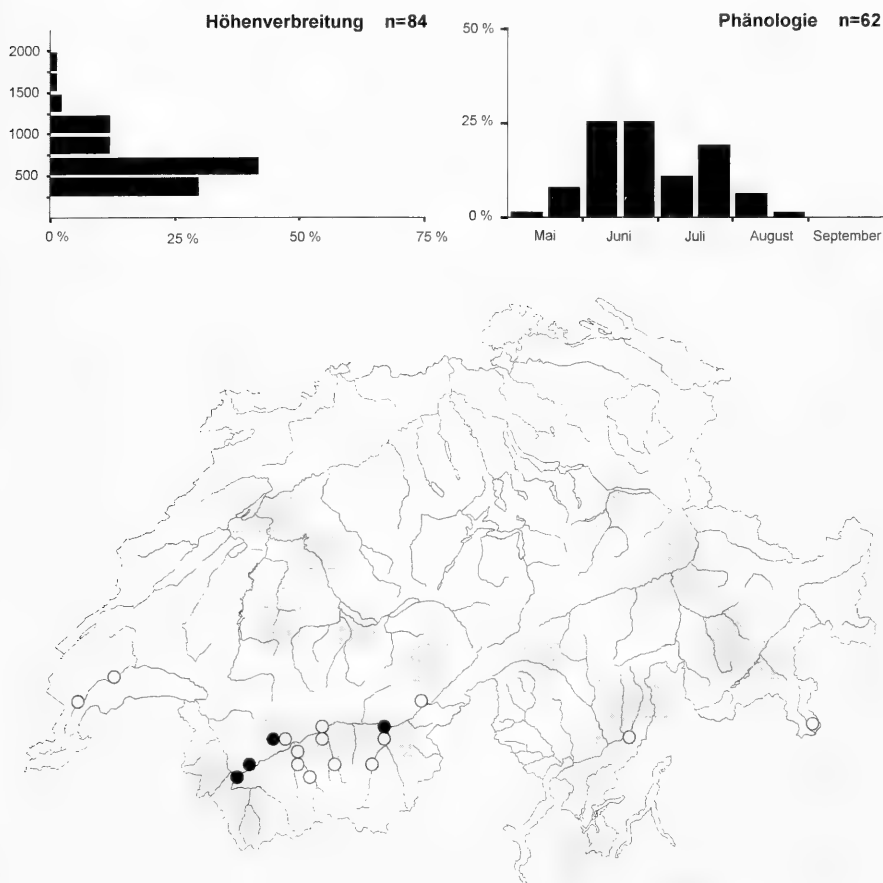 Höhenverbreitung n=84
2000
1500
1000
500
0 %
25 %
50 %
75 %
Phänologie n=62
50 %
25 %
0 %
Mai
Juni
Juli
August
September